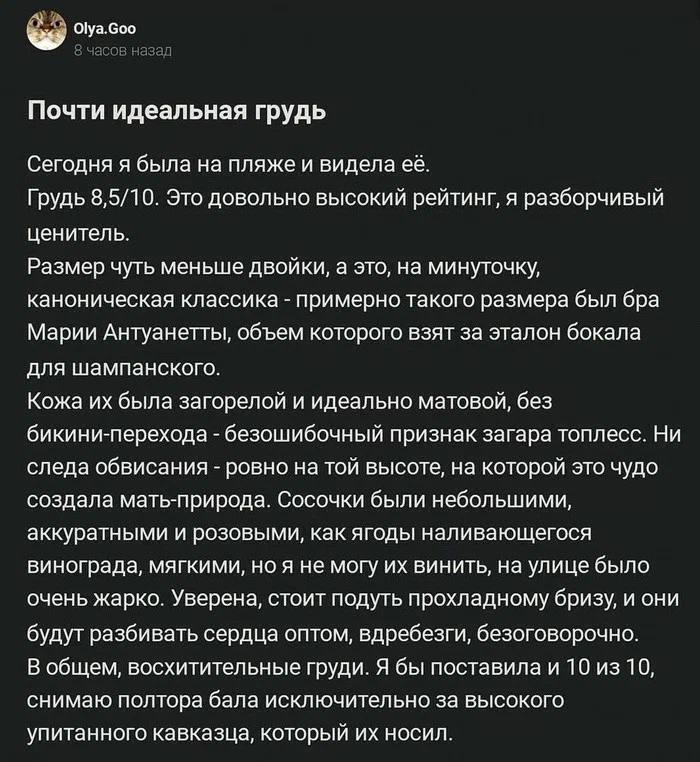 Olya.Goo
8 часов назад
Почти идеальная грудь
Сегодня я была на пляже и видела её.
Грудь 8,5/10. Это довольно высокий рейтинг, я разборчивый
ценитель.
Размер чуть меньше двойки, а это, на минуточку,
каноническая классика - примерно такого размера был бра
Марии Антуанетты, объем которого взят за эталон бокала
для шампанского.
Кожа их была загорелой и идеально матовой, без
бикини-перехода - безошибочный признак загара топлесс. Ни
следа обвисания - ровно на той высоте, на которой это чудо
создала мать-природа. Сосочки были небольшими,
аккуратными и розовыми, как ягоды наливающегося
винограда, мягкими, но я не могу их винить, на улице было
очень жарко. Уверена, стоит подуть прохладному бризу, и они
будут разбивать сердца оптом, вдребезги, безоговорочно.
В общем, восхитительные груди. Я бы поставила и 10 из 10,
снимаю полтора бала исключительно за высокого
упитанного кавказца, который их носил.